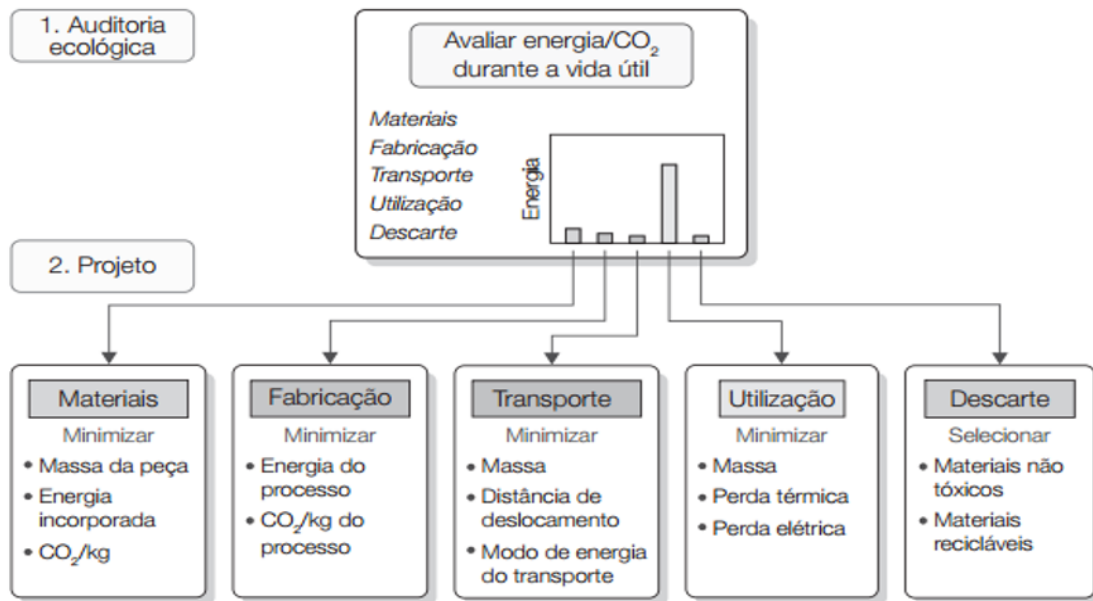 1. Auditoria
ecológica
Avaliar energia/CO₂
durante a vida útil
Materiais
Fabricação
Transporte
Utilização
Descarte
Energia
2. Projeto
Materiais
Minimizar
• Massa da peça
• Energia
incorporada
• CO₂/kg
Fabricação
Minimizar
• Energia do
processo
• CO₂/kg do
processo
Transporte
Minimizar
• Massa
• Distância de
deslocamento
• Modo de energia
do transporte
Utilização
Minimizar
• Massa
• Perda térmica
• Perda elétrica
Descarte
Selecionar
• Materiais não
tóxicos
• Materiais
recicláveis